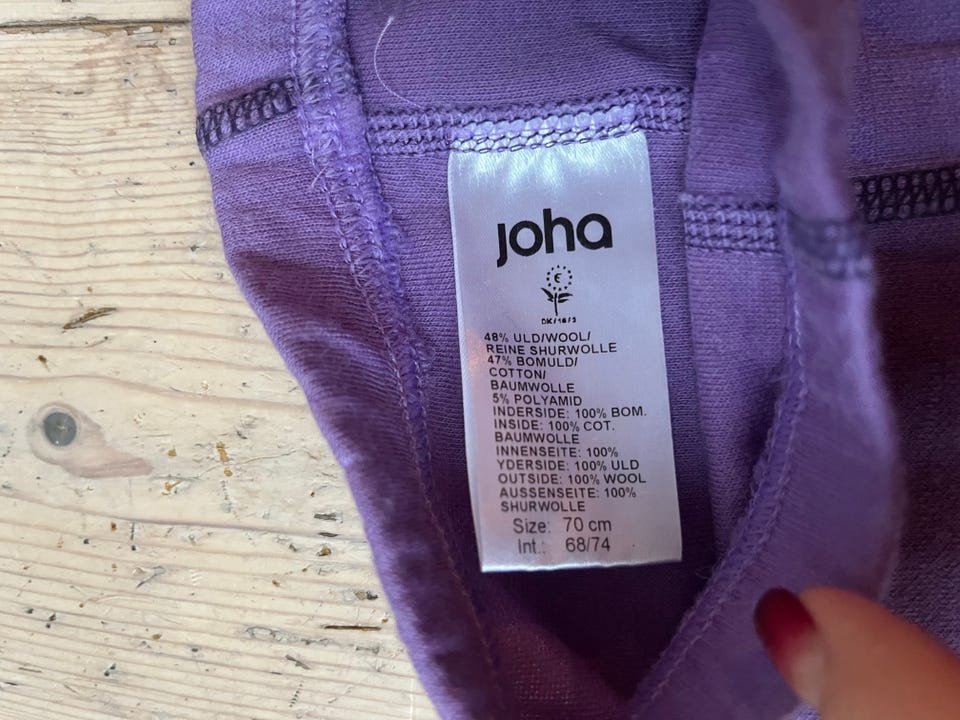 joha
DK/16/2
48% ULD/WOOL/
REINE SHURWOLLE
47% BOMULD/
COTTON/
BAUMWOLLE
5% POLYAMID
INDERSIDE: 100% BOM.
INSIDE: 100% COT.
BAUMWOLLE
INNENSEITE: 100%
YDERSIDE: 100% ULD
OUTSIDE: 100% WOOL
AUSSENSEITE: 100%
SHURWOLLE
Size: 70 cm
Int.: 68/74